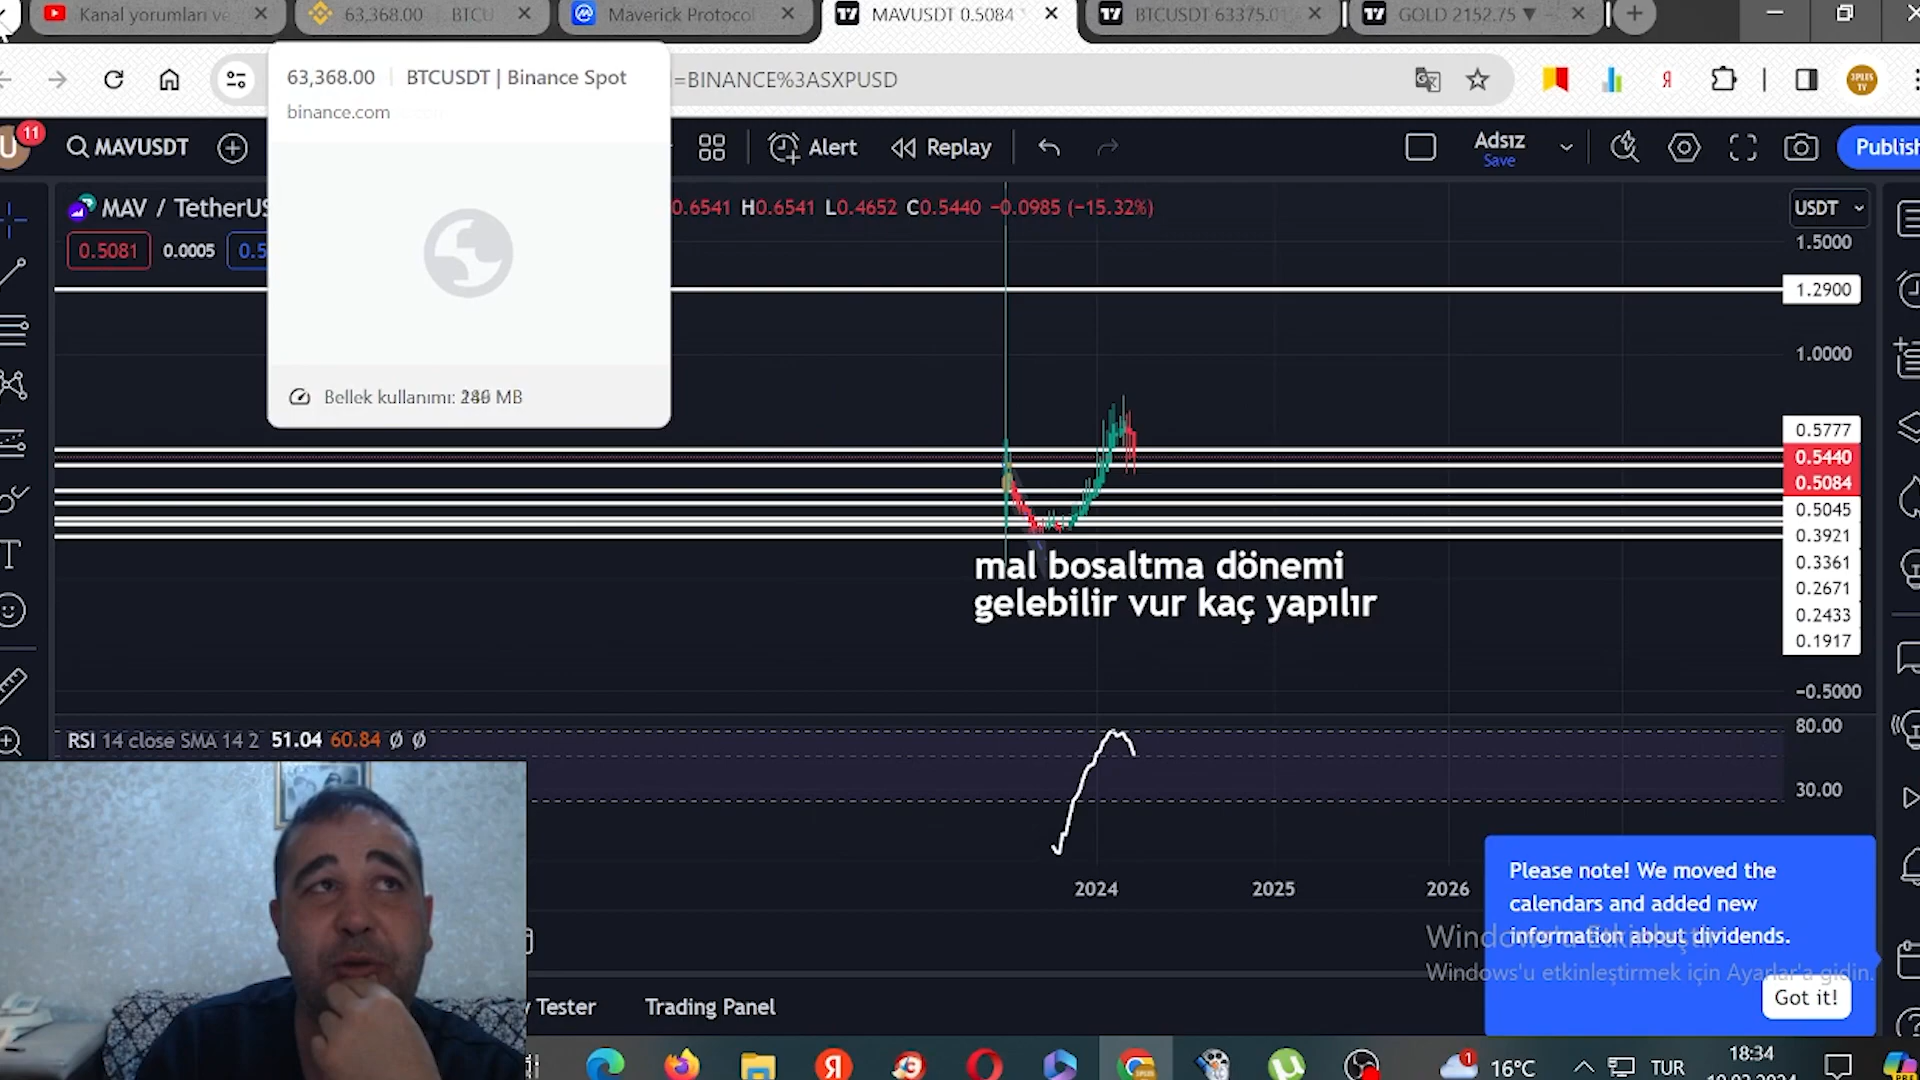 Kanal yorumları ve
63,368.00 BTCU
Maverick Protocol
MAVUSDT 0.5084
BTCUSDT 63375.0
GOLD 2152.75 ▼
63,368.00 | BTCUSDT | Binance Spot
binance.com
=BINANCE%3ASXPUSD
11
U
MAVUSDT
Alert
Replay
Adsız
Save
Publish
MAV / TetherUS
0.6541 H0.6541 L0.4652 C0.5440 −0.0985 (−15.32%)
USDT
0.5081
0.0005
0.5
1.5000
1.2900
1.0000
Bellek kullanımı: MB
0.5777
0.5440
0.5084
0.5045
0.3921
0.3361
0.2671
0.2433
0.1917
mal bosaltma dönemi
gelebilir vur kaç yapılır
−0.5000
RSI 14 close SMA 14 2 51.04 60.84 Ø Ø
80.00
30.00
2024
2025
2026
Please note! We moved the
calendars and added new
information about dividends.
Windows'u etkinleştirmek için Ayarlar'a gidin.
Got it!
Tester
Trading Panel
1
16°C
TUR
18:34